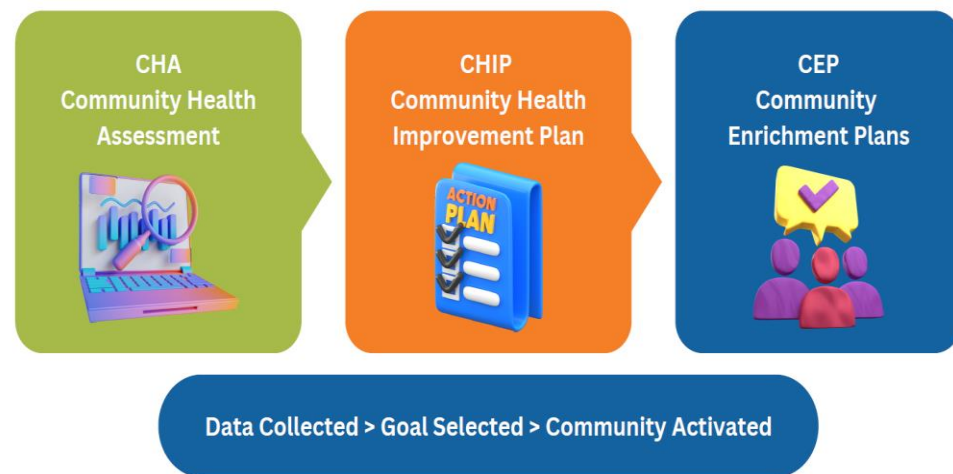 CHA
Community Health
Assessment
CHIP
Community Health
Improvement Plan
ACTION
PLAN
CEP
Community
Enrichment Plans
Data Collected > Goal Selected > Community Activated